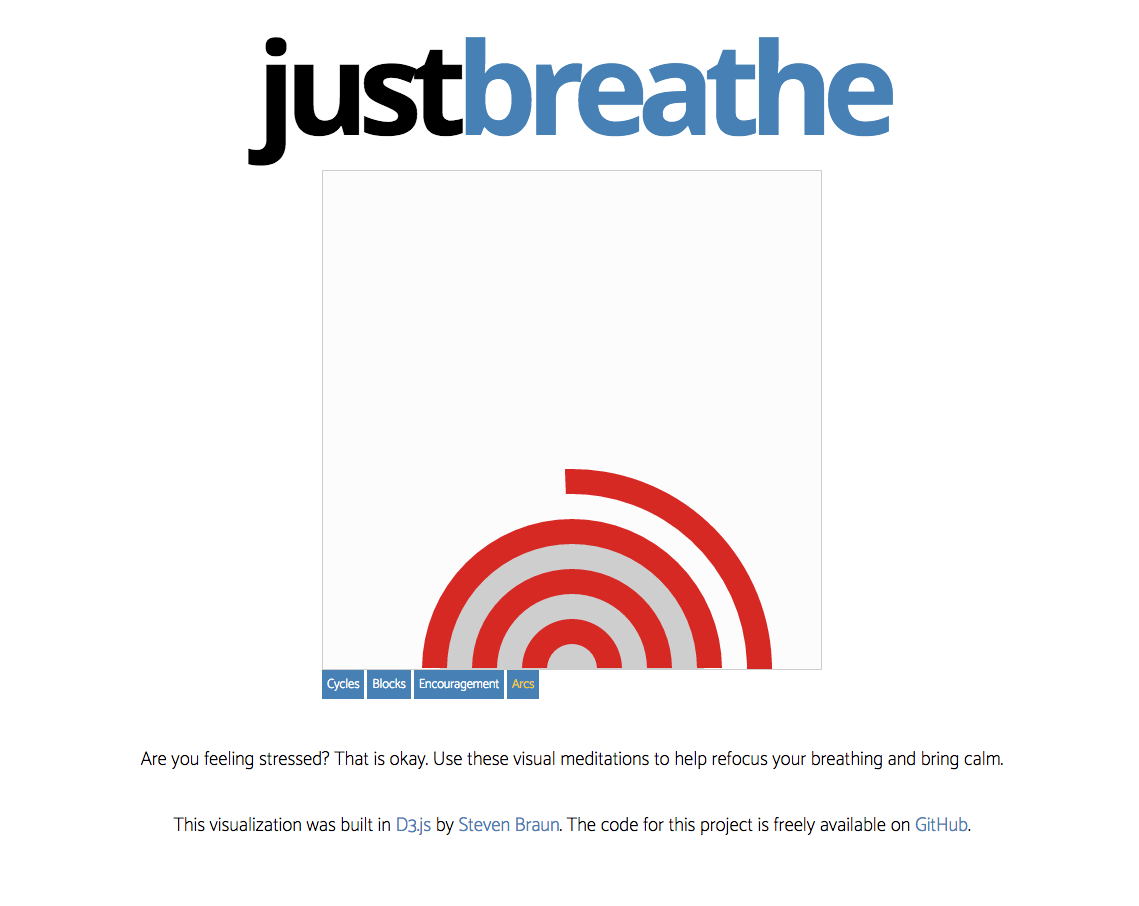 justbreathe
Cycles Blocks Encouragement Arcs
Are you feeling stressed? That is okay. Use these visual meditations to help refocus your breathing and bring calm.
This visualization was built in D3.js by Steven Braun. The code for this project is freely available on GitHub.